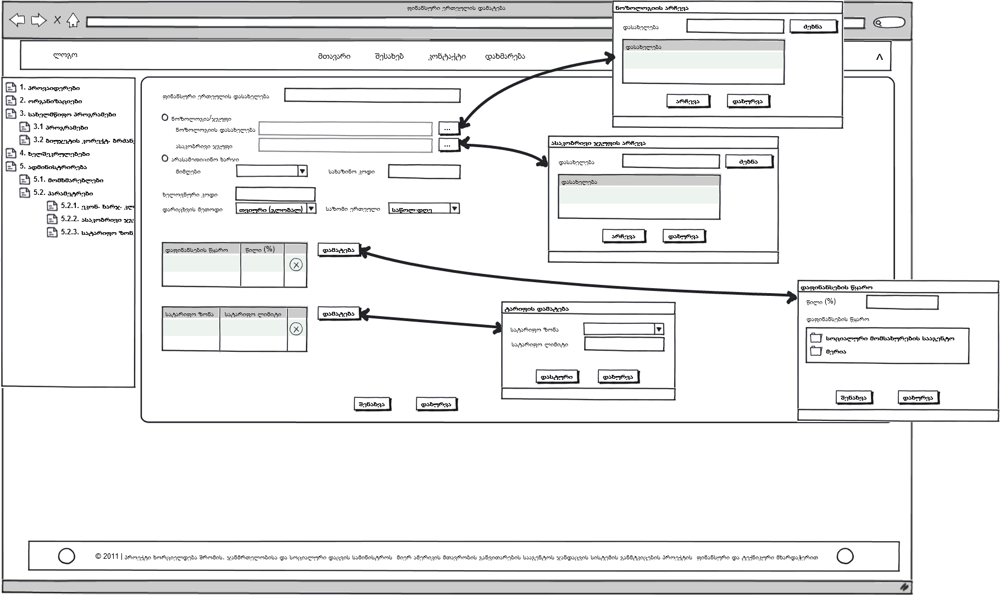 ფინანსური ერთეულის დამატება
ლოგო
მთავარი
შესახებ
კონტაქტი
დახმარება
1. პროვაიდერები
2. ორგანიზაციები
3. სახელმწიფო პროგრამები
3.1 პროგრამები
3.2 ბიუჯეტის კორექტ. ბრძან
4. ხელშეკრულებები
5. ადმინისტრირება
5.1. მომხმარებლები
5.2. პარამეტრები
5.2.1. ეკონ. ხარჯ. კლ
5.2.2. ასაკობრივი ჯგ
5.2.3. სატარიფო ზონ
ფინანსური ერთეულის დასახელება
ნოზოლოგია/ჯგუფი
ნოზოლოგიის დასახელება
...
ასაკობრივი ჯგუფი
...
არასამედიცინო ხარჯი
მიმღები
სახაზინო კოდი
ხელოვნური კოდი
დარიცხვის მეთოდი
თვიური (გლობალ)
საზომი ერთეული
საწოლ-დღე
დაფინანსების წყარო
წილი (%)
დამატება
სატარიფო ზონა
სატარიფო ლიმიტი
დამატება
შენახვა
დახურვა
ნოზოლოგიის არჩევა
დასახელება
ძებნა
დასახელება
არჩევა
დახურვა
ასაკობრივი ჯგუფის არჩევა
დასახელება
ძებნა
დასახელება
არჩევა
დახურვა
ტარიფის დამატება
სატარიფო ზონა
სატარიფო ლიმიტი
დასტური
დახურვა
დაფინანსების წყარო
წილი (%)
დაფინანსების წყარო
სოციალური მომსახურების სააგენტო
მერია
შენახვა
დახურვა
© 2011 | პროექტი ხორციელდება შრომის, ჯანმრთელობისა და სოციალური დაცვის სამინისტროს მიერ ამერიკის მთავრობის განვითარების სააგენტოს ჯანდაცვის სისტემის განმტკიცების პროექტის ფინანსური და ტექნიკური მხარდაჭერით